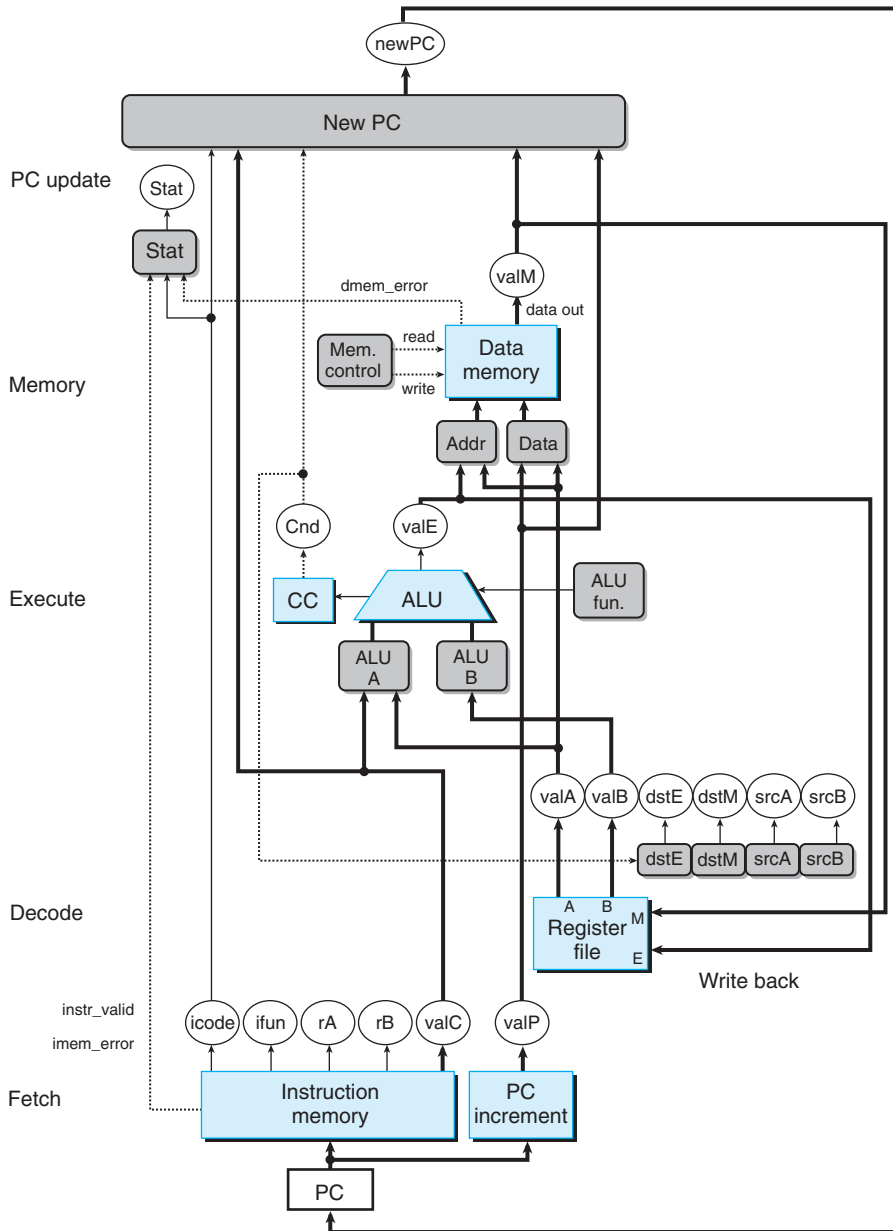 newPC
New PC
PC update
Stat
Stat
valM
dmem_error
data out
read
Mem.
control
Data
memory
write
Memory
Addr
Data
Cnd
valE
CC
ALU
ALU
fun.
Execute
ALU
A
ALU
B
valA
valB
dstE
dstM
srcA
srcB
dstE
dstM
srcA
srcB
Decode
A
B
M
Register
file
E
Write back
instr_valid
icode
ifun
rA
rB
valC
valP
imem_error
Fetch
Instruction
memory
PC
increment
PC